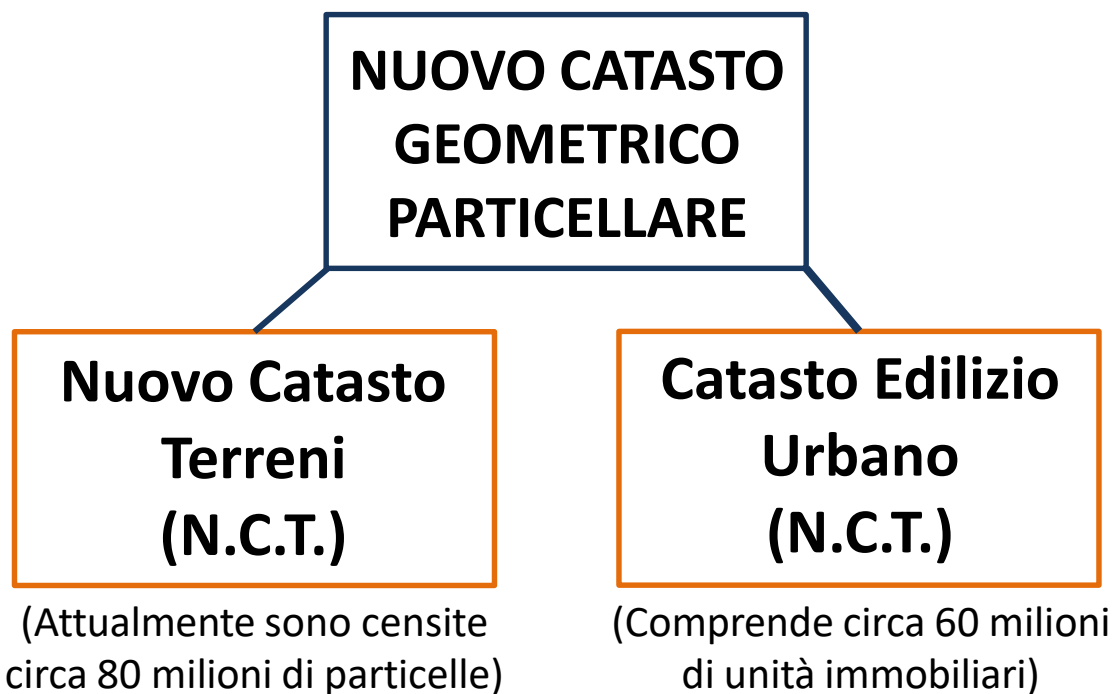 NUOVO CATASTO
GEOMETRICO
PARTICELLARE
Nuovo Catasto
Terreni
(N.C.T.)
(Attualmente sono censite
circa 80 milioni di particelle)
Catasto Edilizio
Urbano
(N.C.T.)
(Comprende circa 60 milioni
di unità immobiliari)